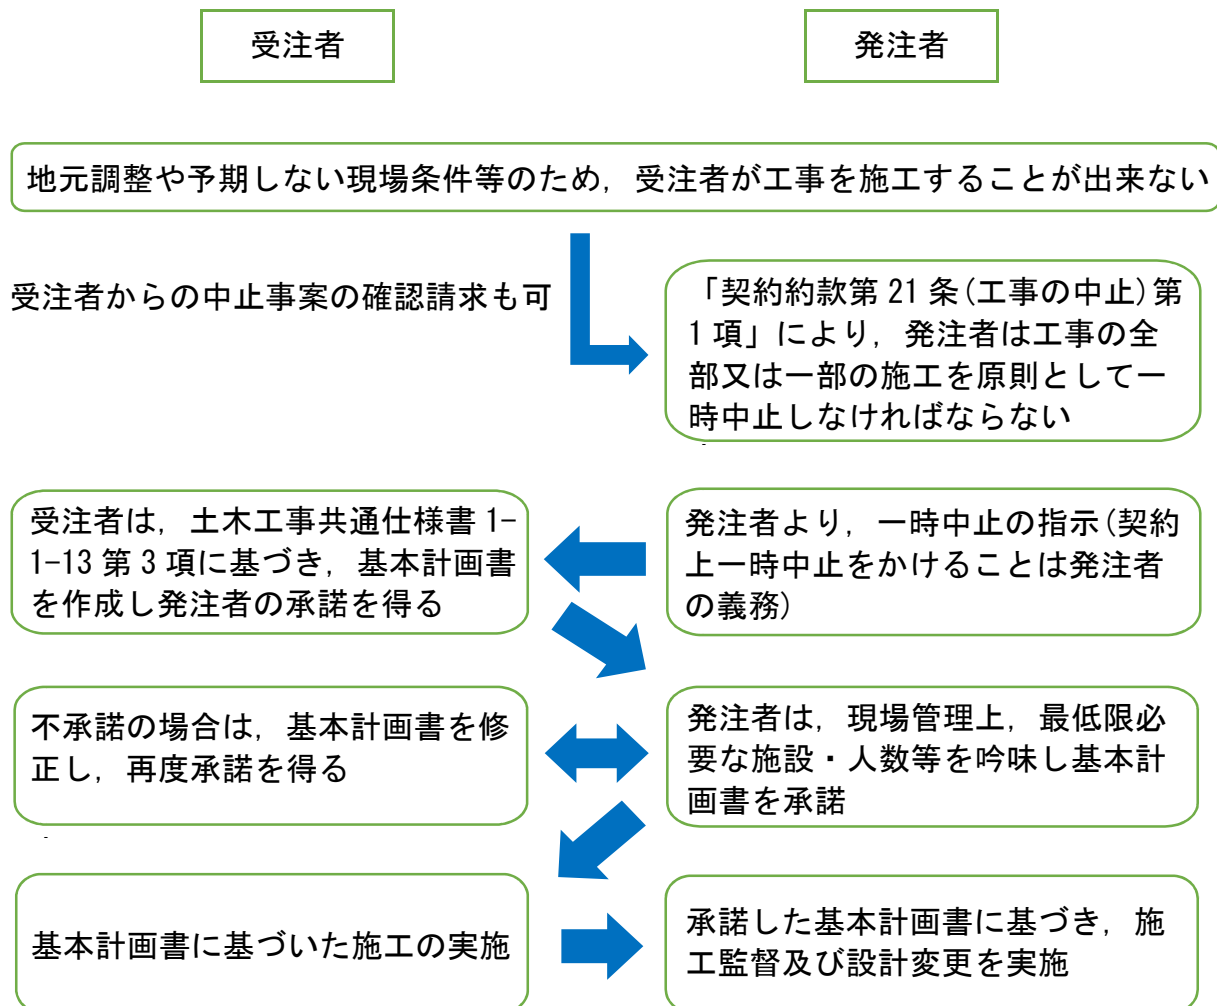 受注者
発注者
地元調整や予期しない現場条件等のため，受注者が工事を施工することが出来ない
受注者からの中止事案の確認請求も可
「契約約款第 21 条(工事の中止)第
1 項」により，発注者は工事の全
部又は一部の施工を原則として一
時中止しなければならない
受注者は，土木工事共通仕様書 1-
1-13 第 3 項に基づき，基本計画書
を作成し発注者の承諾を得る
発注者より，一時中止の指示(契約
上一時中止をかけることは発注者
の義務)
不承諾の場合は，基本計画書を修
正し，再度承諾を得る
発注者は，現場管理上，最低限必
要な施設・人数等を吟味し基本計
画書を承諾
基本計画書に基づいた施工の実施
承諾した基本計画書に基づき，施
工監督及び設計変更を実施